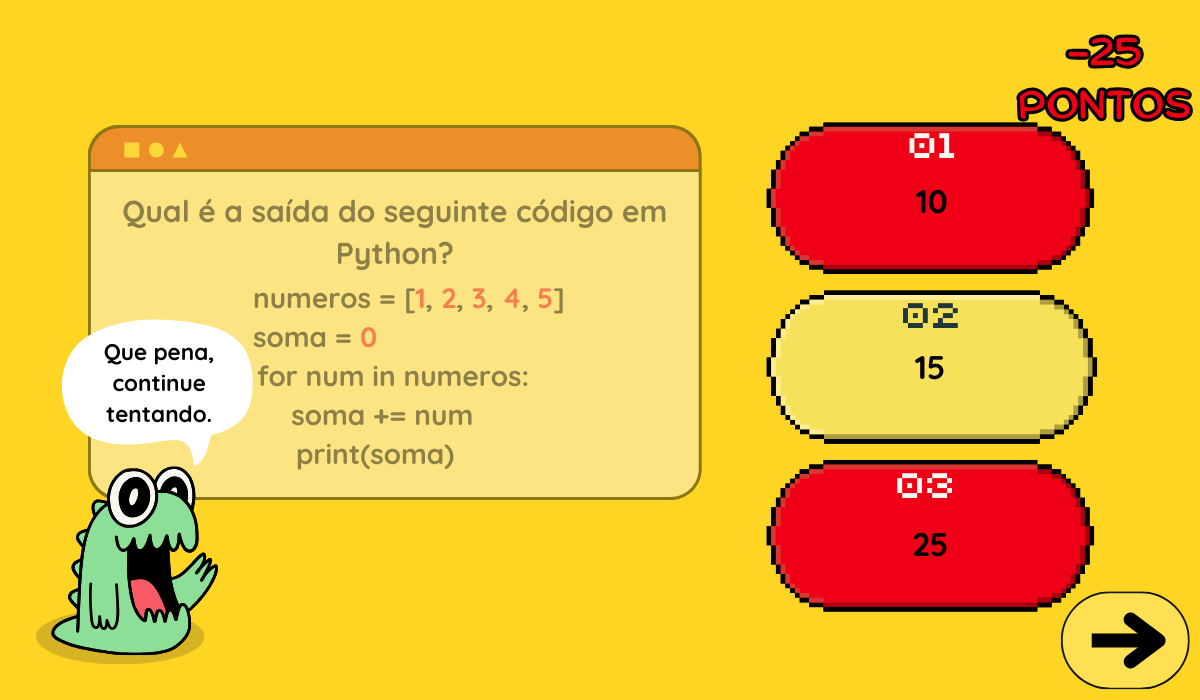 -25
PONTOS
Qual é a saída do seguinte código em
Python?
numeros = [1, 2, 3, 4, 5]
soma = 0
for num in numeros:
soma += num
print(soma)
Que pena,
continue
tentando.
01
10
02
15
03
25